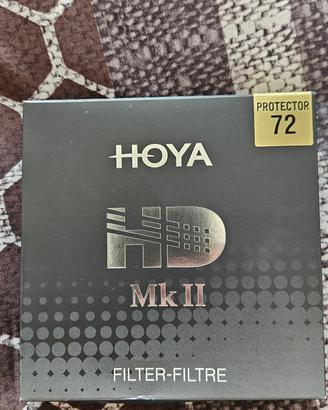 PROTECTOR
72
HOYA
HD
Mk II
FILTER-FILTRE